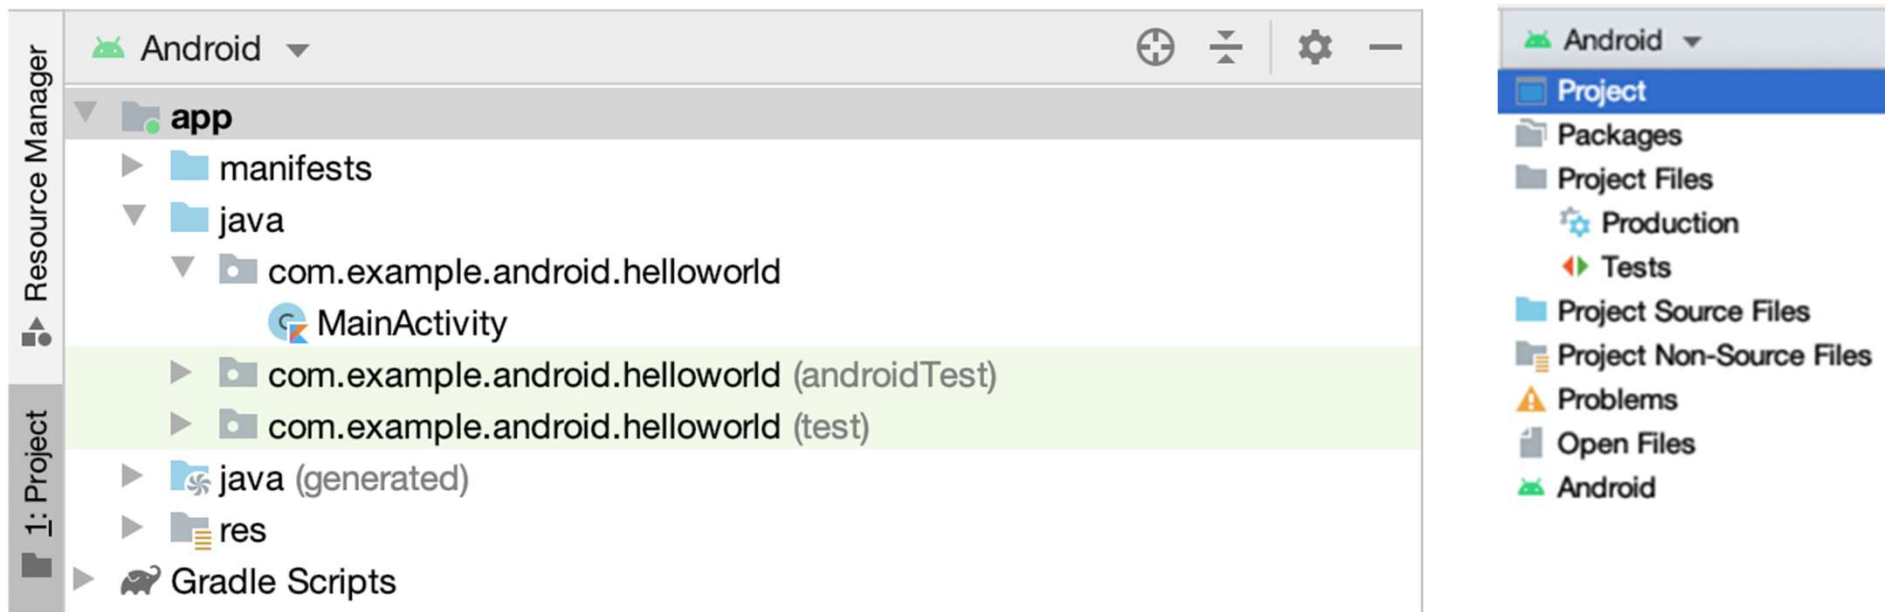 Resource Manager
1: Project
Android
app
manifests
java
com.example.android.helloworld
MainActivity
com.example.android.helloworld (androidTest)
com.example.android.helloworld (test)
java (generated)
res
Gradle Scripts
Android
Project
Packages
Project Files
Production
Tests
Project Source Files
Project Non-Source Files
Problems
Open Files
Android